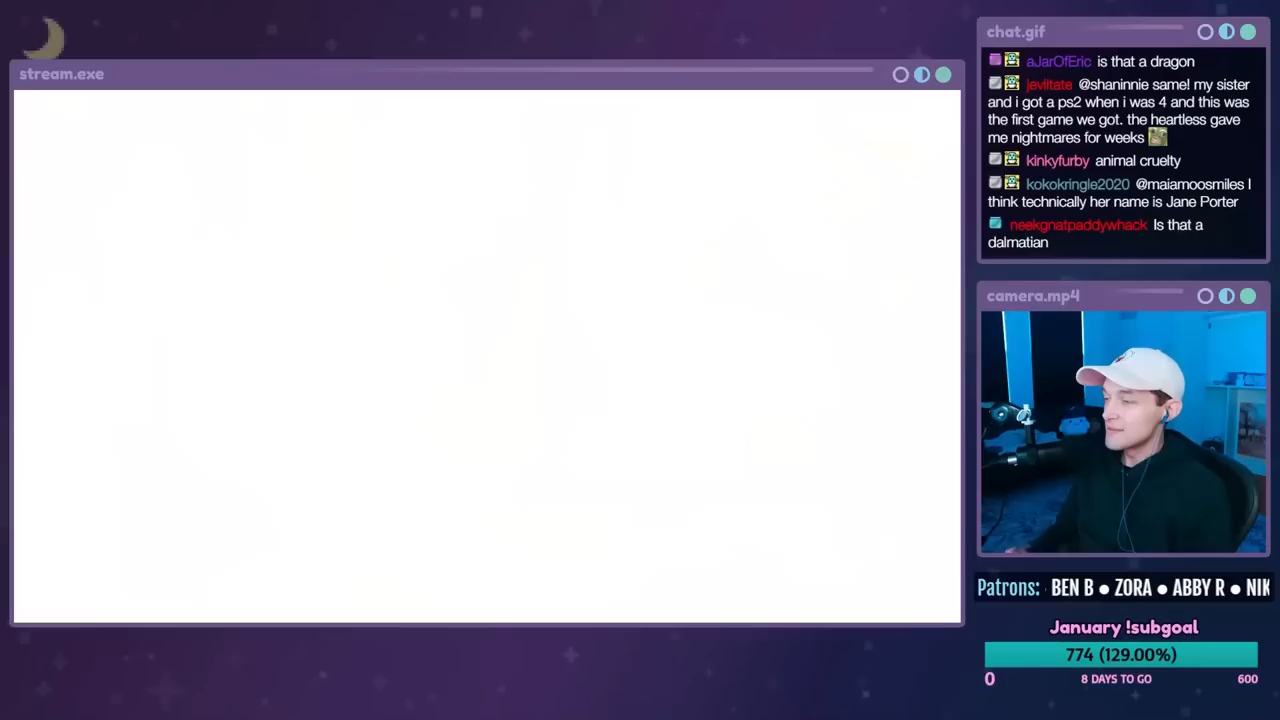 stream.exe
chat.gif
aJarOfEric is that a dragon
jeviltate @shaninnie same! my sister
and i got a ps2 when i was 4 and this was
the first game we got. the heartless gave
me nightmares for weeks
kinkyfurby animal cruelty
kokokringle2020 @maiamoosmiles I
think technically her name is Jane Porter
neekgnatpaddywhack Is that a
dalmatian
camera.mp4
Patrons: BEN B ● ZORA ● ABBY R ● NIK
January !subgoal
774 (129.00%)
0 8 DAYS TO GO 600